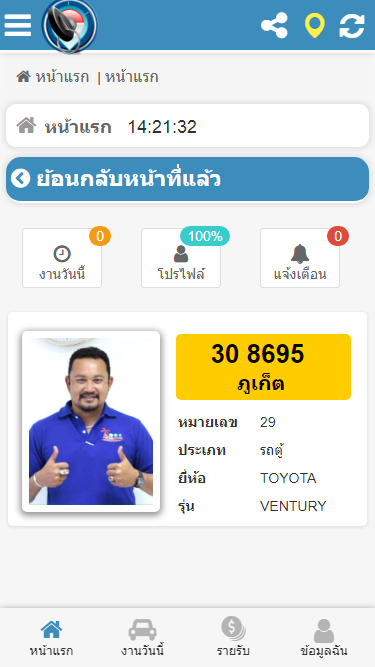 หน้าแรก | หน้าแรก
หน้าแรก 14:21:32
ย้อนกลับหน้าที่แล้ว
0 100% 0
งานวันนี้ โปรไฟล์ แจ้งเตือน
30 8695
ภูเก็ต
หมายเลข 29
ประเภท รถตู้
ยี่ห้อ TOYOTA
รุ่น VENTURY
หน้าแรก งานวันนี้ รายรับ ข้อมูลฉัน